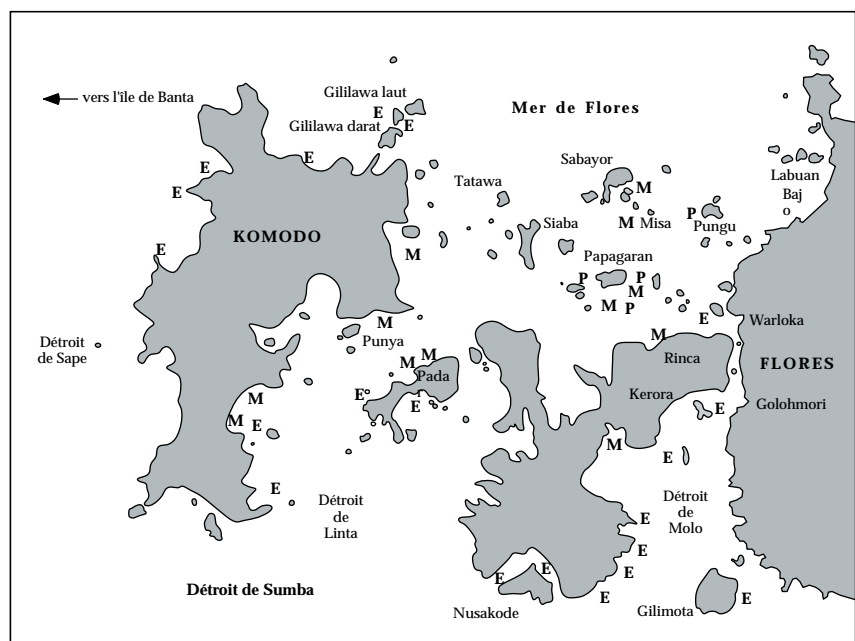 vers l'île de Banta
Gililawa laut
E
Gililawa darat
E
Mer de Flores
E
E
E
Tatawa
Sabayor
M
Labuan
Baj
o
KOMODO
E
M
Siaba
M
Misa
P
Pungu
Papagaran
P
P
M
M
P
E
Warloka
M
Punya
M
M
M
Rinca
Détroit
de Sape
Pada
FLORES
Kerora
Golohmori
M
E
E
E
M
E
M
E
E
Détroit
de
Linta
Détroit
de
Molo
E
E
E
E
E
E
E
Détroit de Sumba
Nusakode
Gilimota